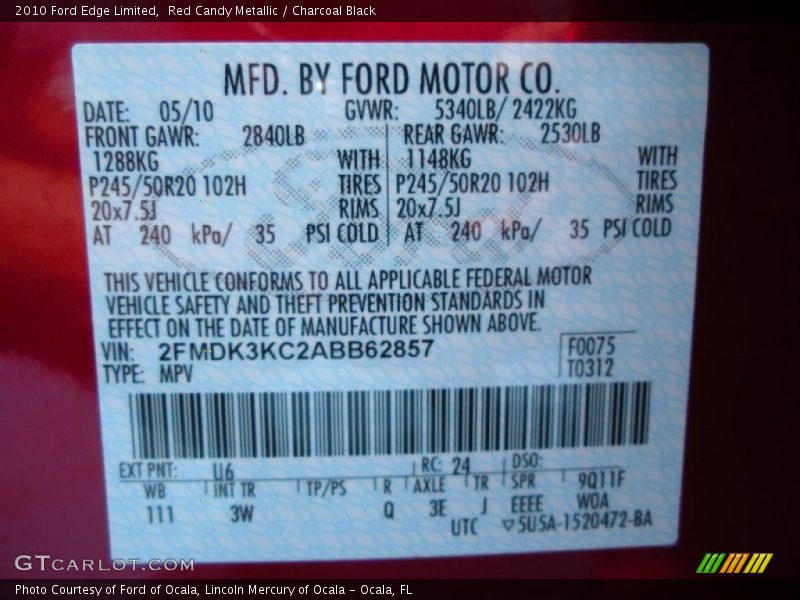 2010 Ford Edge Limited, Red Candy Metallic / Charcoal Black
MFD. BY FORD MOTOR CO.
DATE: 05/10 GVWR: 5340LB/ 2422KG
FRONT GAWR: 2840LB REAR GAWR: 2530LB
1288KG WITH 1148KG WITH
P245/50R20 102H TIRES P245/50R20 102H TIRES
20x7.5J RIMS 20x7.5J RIMS
AT 240 kPa/ 35 PSI COLD AT 240 kPa/ 35 PSI COLD
THIS VEHICLE CONFORMS TO ALL APPLICABLE FEDERAL MOTOR
VEHICLE SAFETY AND THEFT PREVENTION STANDARDS IN
EFFECT ON THE DATE OF MANUFACTURE SHOWN ABOVE.
VIN: 2FMDK3KC2ABB62857 F0075
TYPE: MPV T0312
EXT PNT: U6 RC: 24 DSO:
WB INT TR TP/PS R AXLE TR SPR 9Q11F
111 3W Q 3E J EEEE WOA
UTC ▽5U5A-1520472-BA
GTCARLOT.COM
Photo Courtesy of Ford of Ocala, Lincoln Mercury of Ocala - Ocala, FL